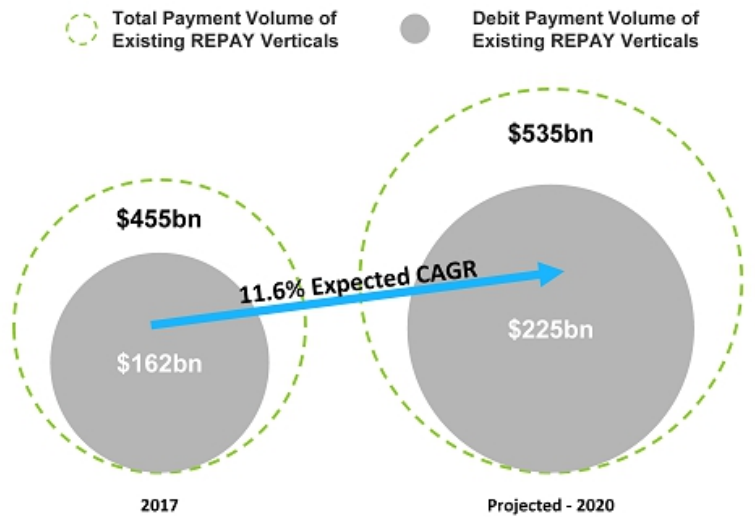 Total Payment Volume of
Existing REPAY Verticals
Debit Payment Volume of
Existing REPAY Verticals
$535bn
$455bn
11.6% Expected CAGR
$225bn
$162bn
2017
Projected - 2020